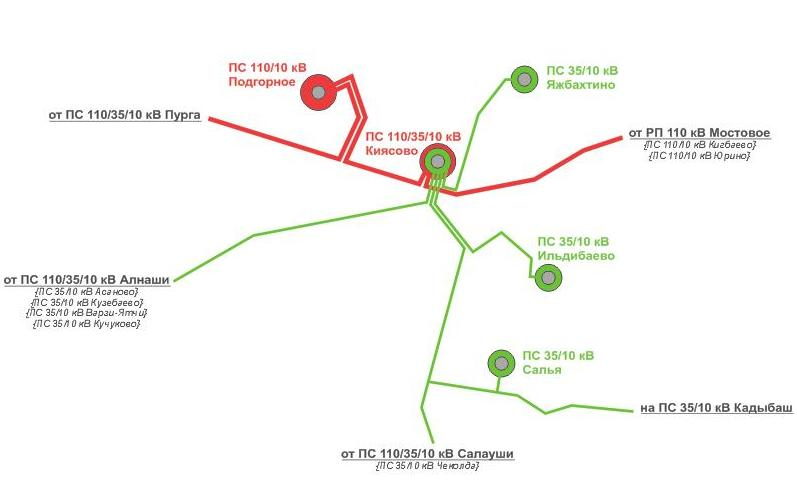 ПС 110/10 кВ
Подгорное
ПС 35/10 кВ
Яжбахтино
от ПС 110/35/10 кВ Пурга
ПС 110/35/10 кВ
Киясово
от РП 110 кВ Мостовое
{ПС 110/10 кВ Кигбаево}
{ПС 110/10 кВ Юрино}
ПС 35/10 кВ
Ильдибаево
от ПС 110/35/10 кВ Алнаши
{ПС 35/10 кВ Асаново}
{ПС 35/10 кВ Кузебаево}
{ПС 35/10 кВ Варзи-Ятчи}
{ПС 35/10 кВ Кучуково}
ПС 35/10 кВ
Салья
на ПС 35/10 кВ Кадыбаш
от ПС 110/35/10 кВ Салауши
{ПС 35/10 кВ Чекалда}